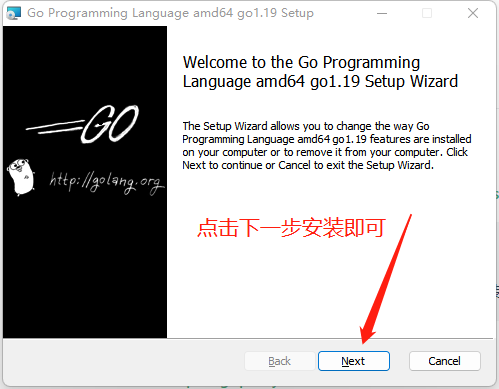 Go Programming Language amd64 go1.19 Setup
Welcome to the Go Programming
Language amd64 go1.19 Setup Wizard
GO
http://golang.org
The Setup Wizard allows you to change the way Go
Programming Language amd64 go1.19 features are installed
on your computer or to remove it from your computer. Click
Next to continue or Cancel to exit the Setup Wizard.
点击下一步安装即可
Back
Next
Cancel